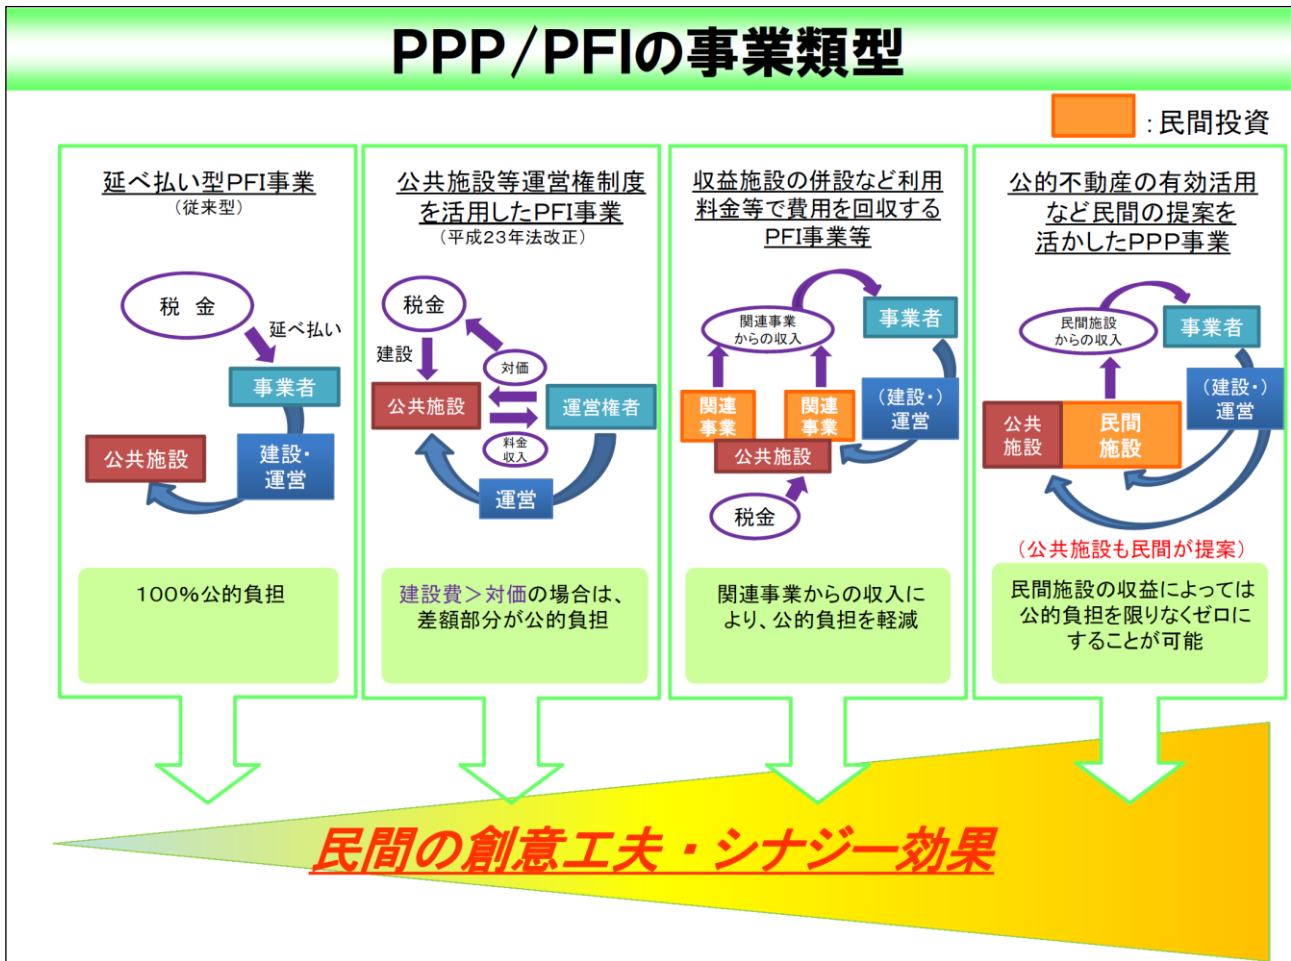 PPP/PFIの事業類型
：民間投資
延べ払い型PFI事業
（従来型）
税 金
延べ払い
事業者
公共施設
建設・
運営
100％公的負担
公共施設等運営権制度
を活用したPFI事業
（平成23年法改正）
税金
建設
対価
公共施設
運営権者
料金
収入
運営
建設費＞対価の場合は、
差額部分が公的負担
収益施設の併設など利用
料金等で費用を回収する
PFI事業等
関連事業
からの収入
事業者
関連
事業
関連
事業
（建設・）
運営
公共施設
税金
関連事業からの収入に
より、公的負担を軽減
公的不動産の有効活用
など民間の提案を
活かしたPPP事業
民間施設
からの収入
事業者
（建設・）
運営
公共
施設
民間
施設
（公共施設も民間が提案）
民間施設の収益によっては
公的負担を限りなくゼロに
することが可能
民間の創意工夫・シナジー効果